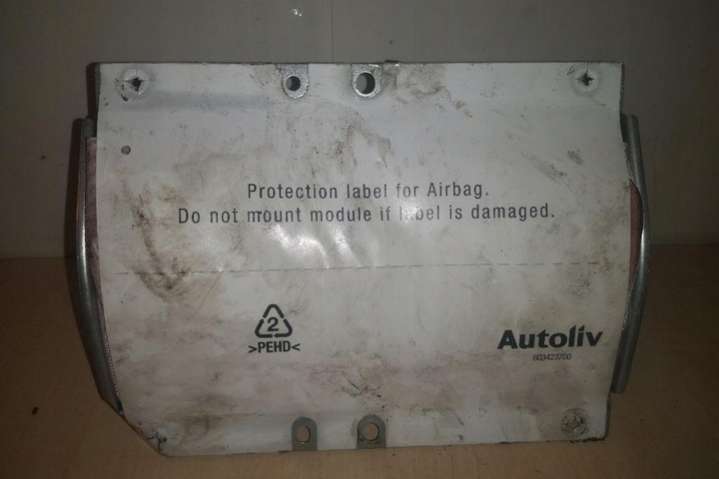 Protection label for Airbag.
Do not mount module if label is damaged.
2
>PEHD<
Autoliv